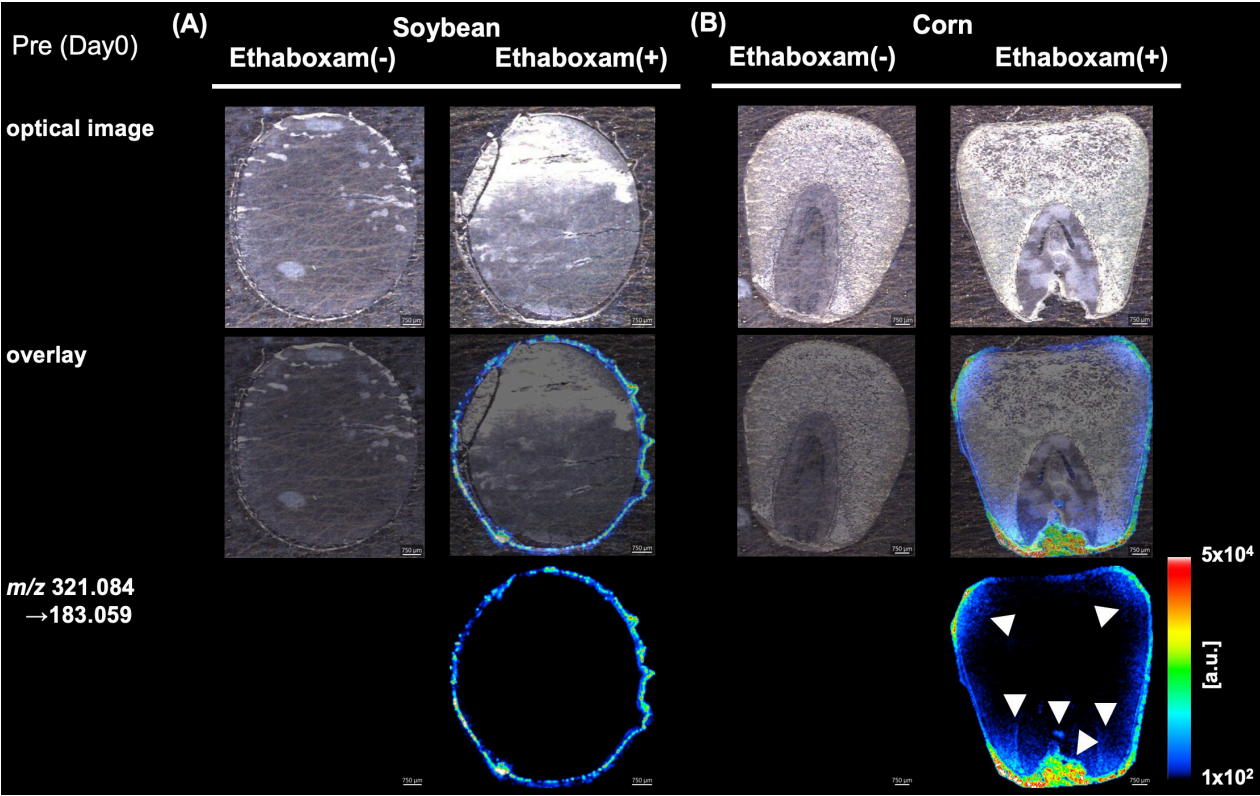 Pre (Day0)
(A)
Soybean
Ethaboxam(-)
Ethaboxam(+)
(B)
Corn
Ethaboxam(-)
Ethaboxam(+)
optical image
750 µm
750 µm
750 µm
750 µm
overlay
750 µm
750 µm
750 µm
750 µm
m/z 321.084
→183.059
750 µm
750 µm
750 µm
750 µm
5x10⁴
[a.u.]
1x10²